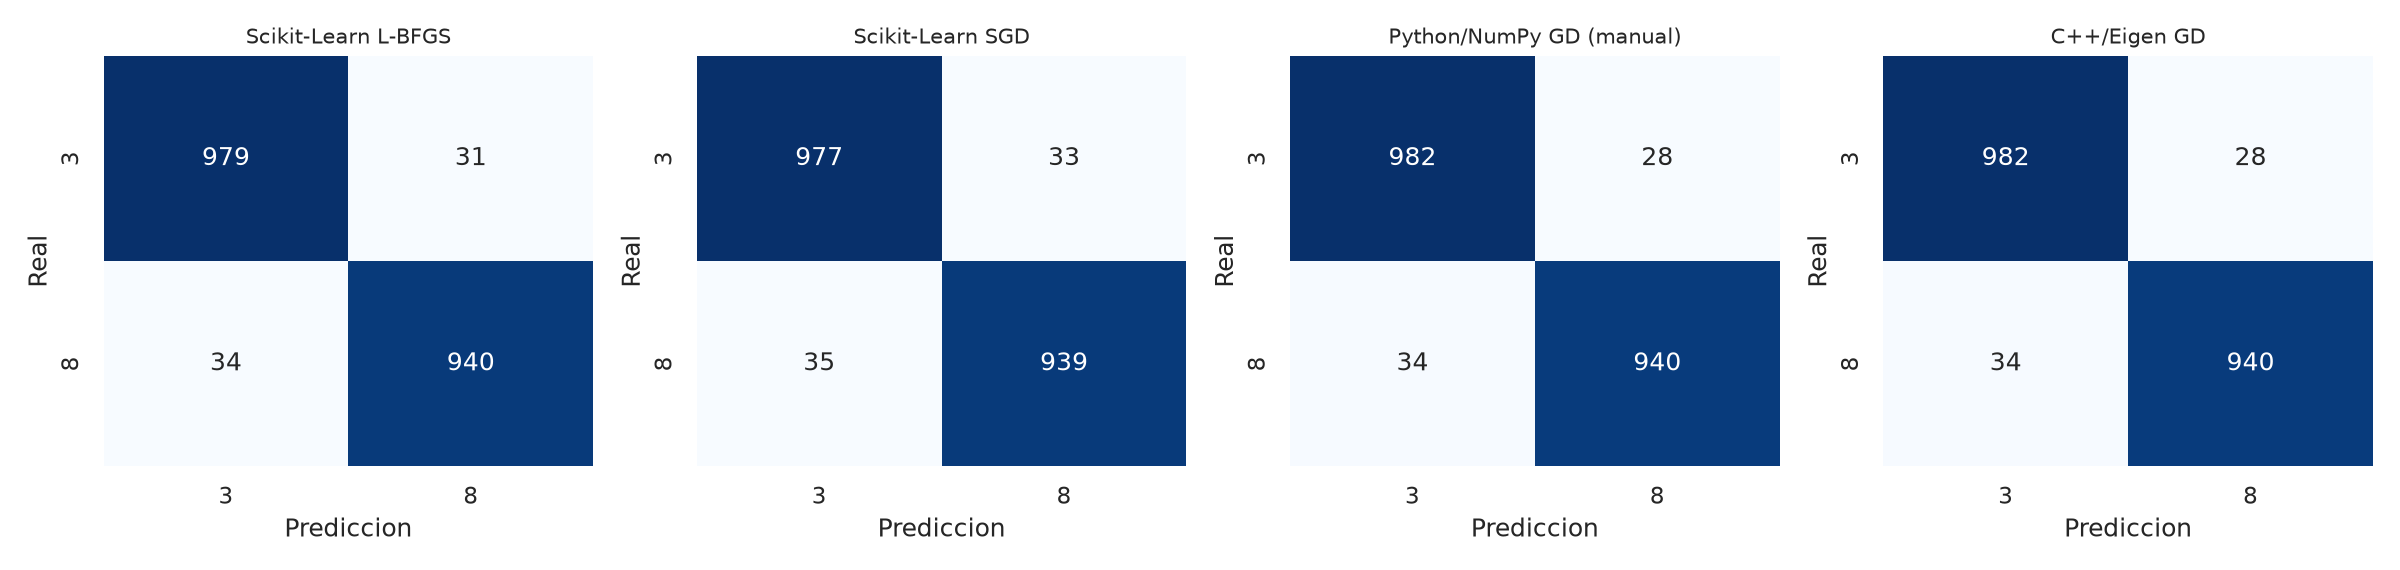 Scikit-Learn L-BFGS
979 31
34 940
3
8
Real
3 8
Prediccion
Scikit-Learn SGD
977 33
35 939
3
8
Real
3 8
Prediccion
Python/NumPy GD (manual)
982 28
34 940
3
8
Real
3 8
Prediccion
C++/Eigen GD
982 28
34 940
3
8
Real
3 8
Prediccion